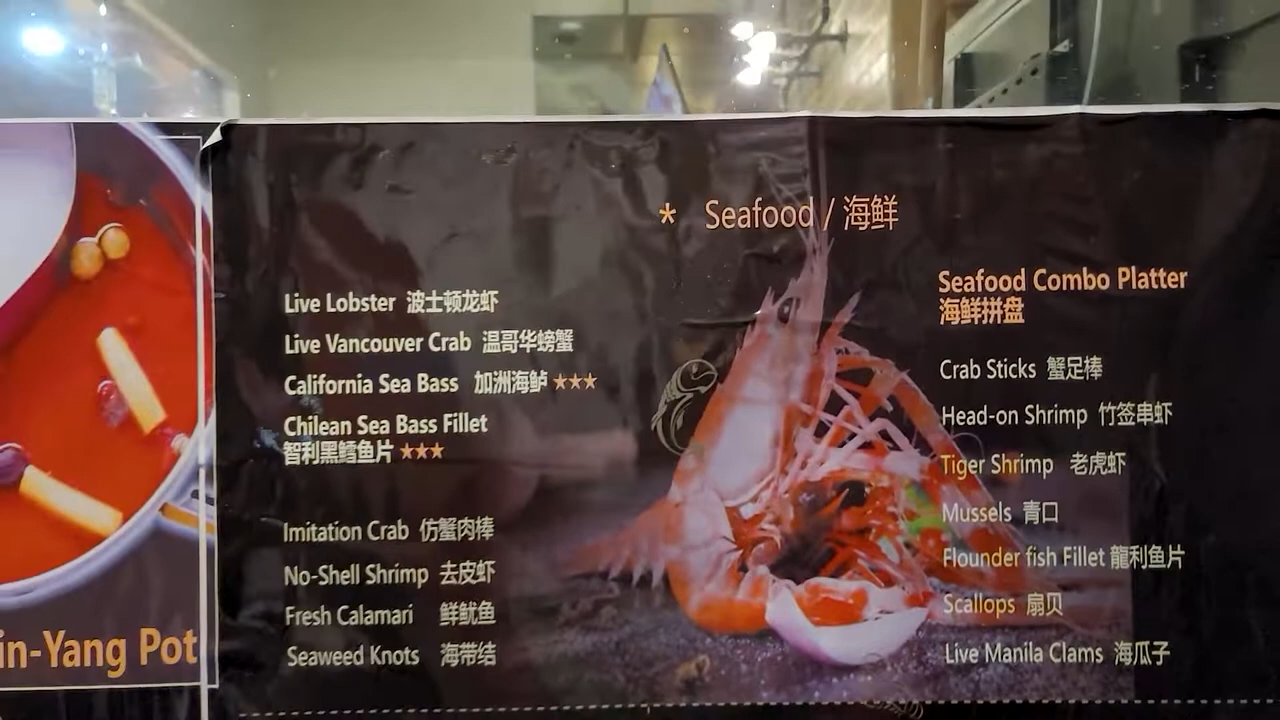 * Seafood / 海鲜
Live Lobster 波士顿龙虾
Live Vancouver Crab 温哥华螃蟹
California Sea Bass 加洲海鲈 ★★★
Chilean Sea Bass Fillet
智利黑鳕鱼片 ★★★
Imitation Crab 仿蟹肉棒
No-Shell Shrimp 去皮虾
Fresh Calamari 鲜鱿鱼
Seaweed Knots 海带结
Seafood Combo Platter
海鲜拼盘
Crab Sticks 蟹足棒
Head-on Shrimp 竹签串虾
Tiger Shrimp 老虎虾
Mussels 青口
Flounder fish Fillet 龍利鱼片
Scallops 扇贝
Live Manila Clams 海瓜子
in-Yang Pot